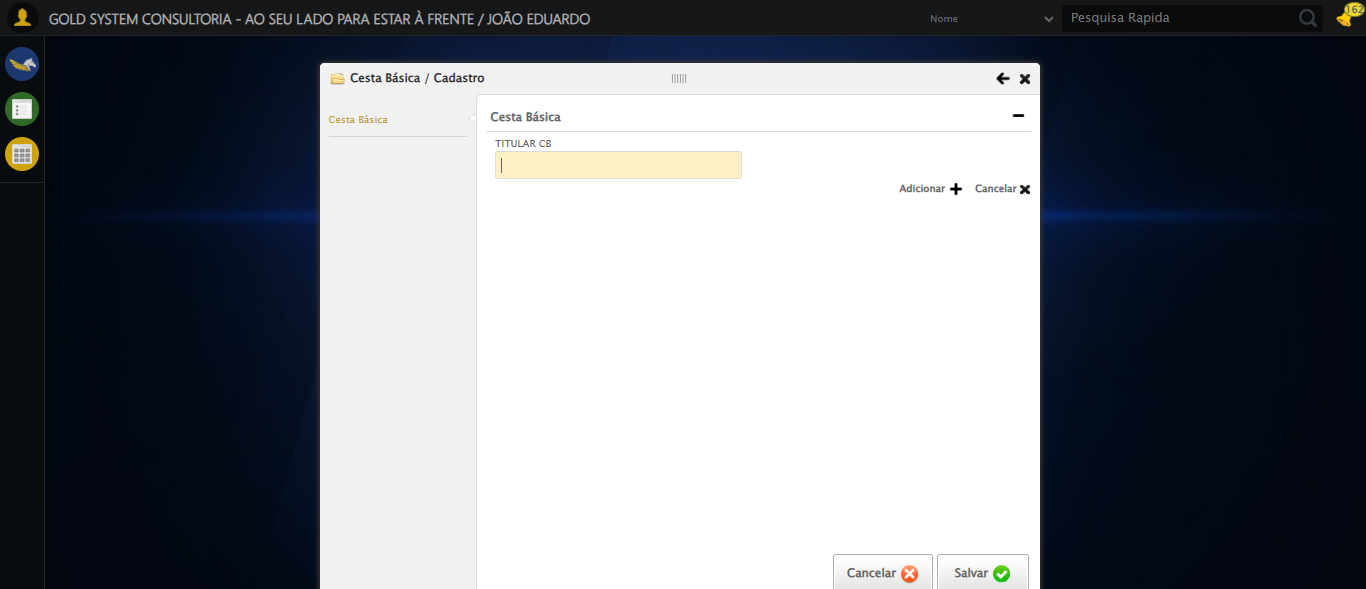 GOLD SYSTEM CONSULTORIA - AO SEU LADO PARA ESTAR À FRENTE / JOÃO EDUARDO
Nome
Pesquisa Rapida
162
Cesta Básica / Cadastro
Cesta Básica
Cesta Básica
TITULAR CB
Adicionar
Cancelar
Cancelar
Salvar